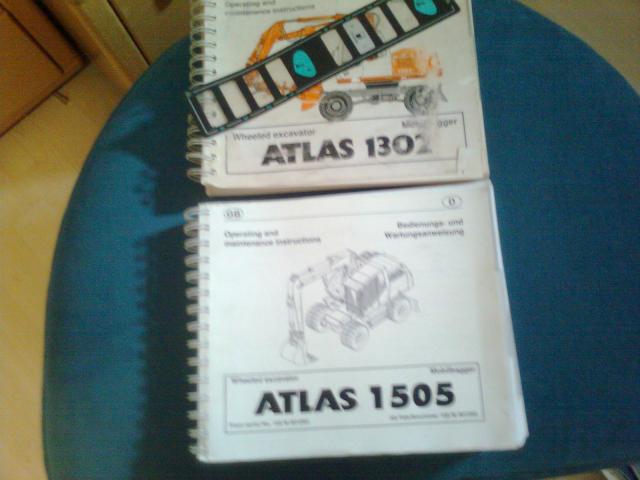 Operating and
maintenance instructions
Wheeled excavator
Mobilbagger
ATLAS 1302
GB
D
Operating and
maintenance instructions
Bedienungs- und
Wartungsanweisung
Wheeled excavator
Mobilbagger
ATLAS 1505